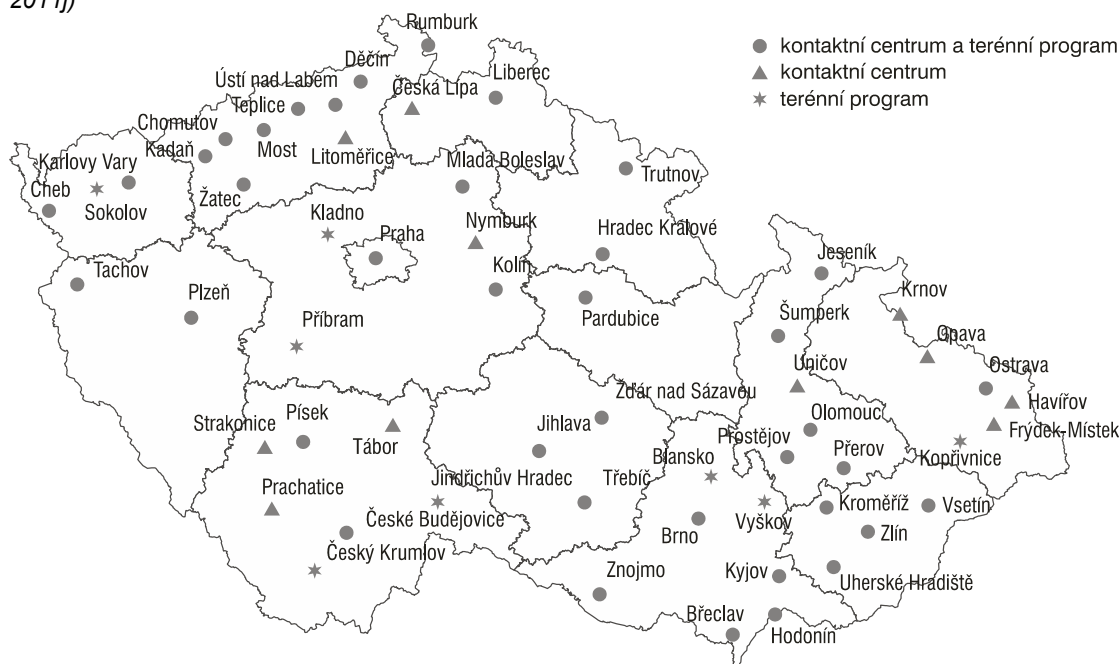 2011j)
Rumburk
kontaktní centrum a terénní program
kontaktní centrum
terénní program
Děčín
Ústí nad Labem
Liberec
Česká Lípa
Teplice
Chomutov
Kadaň
Most
Litoměřice
Mladá Boleslav
Trutnov
Karlovy Vary
Cheb
Sokolov
Žatec
Kladno
Nymburk
Praha
Hradec Králové
Jeseník
Tachov
Kolín
Krnov
Plzeň
Pardubice
Šumperk
Příbram
Opava
Ostrava
Uničov
Žďár nad Sázavou
Havířov
Písek
Strakonice
Jihlava
Olomouc
Frýdek-Místek
Tábor
Prostějov
Přerov
Kopřivnice
Blansko
Jindřichův Hradec
Třebíč
Prachatice
Kroměříž
Vsetín
České Budějovice
Vyškov
Brno
Zlín
Český Krumlov
Znojmo
Kyjov
Uherské Hradiště
Břeclav
Hodonín